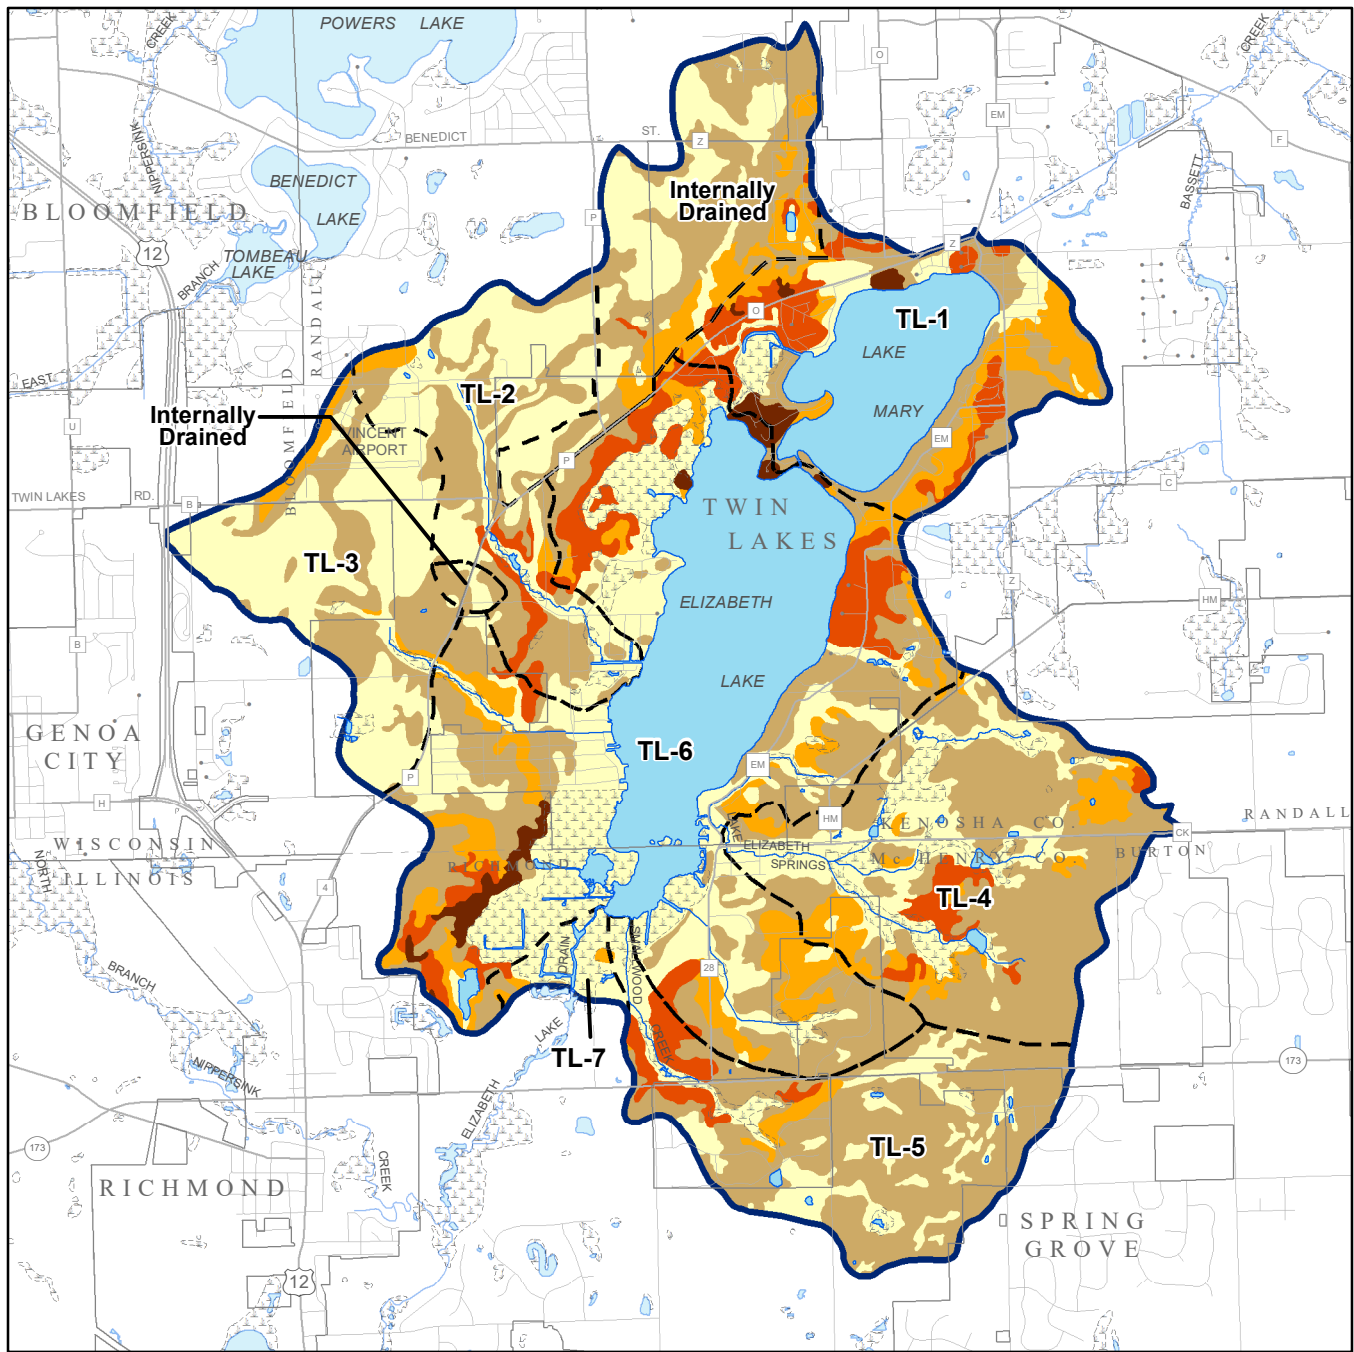 POWERS LAKE
CREEK
NIPPERSINK
BENEDICT
ST.
Z
O
EM
F
CREEK
BASSETT
BENEDICT
LAKE
BLOOMFIELD
12
TOMBEAU
LAKE
BRANCH
EAST
P
Internally
Drained
Z
O
TL-1
LAKE
MARY
RANDALL
BLOOMFIELD
TL-2
Internally
Drained
VINCENT
AIRPORT
U
P
EM
TWIN LAKES
RD.
B
C
TWIN
LAKES
TL-3
ELIZABETH
LAKE
Z
HM
B
GENOA
CITY
TL-6
P
EM
H
HM
LAKE
ELIZABETH
SPRINGS
KENOSHA CO.
McHENRY CO.
CK
RANDALL
BURTON
WISCONSIN
ILLINOIS
RICHMOND
4
TL-4
NORTH
BRANCH
NIPPERSINK
CREEK
DRAIN
LAKE
ELIZABETH
SMALLWOOD
CREEK
28
TL-7
173
173
TL-5
RICHMOND
12
SPRING
GROVE